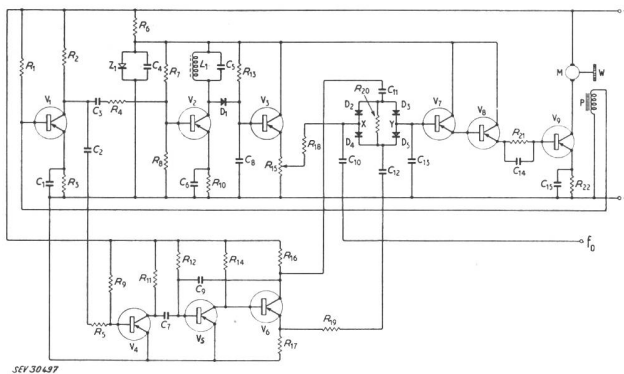 R6
M W
R1 R2 Z1 C4 R7 L1 C5 R13 C11 P
R20
V1 C3 R4 V2 D1 V3 D2 D3 V7 V8 V9
X Y
R18 D4 D5 R21
C2 R8 C8 R15 C10 C12 C13 C14
C1 R3 C6 R10 C15 R22
f0
R9 R11 R12 R14 R16
C9
R5 C7 R19
V4 V5 V6 R17
SEV 30497